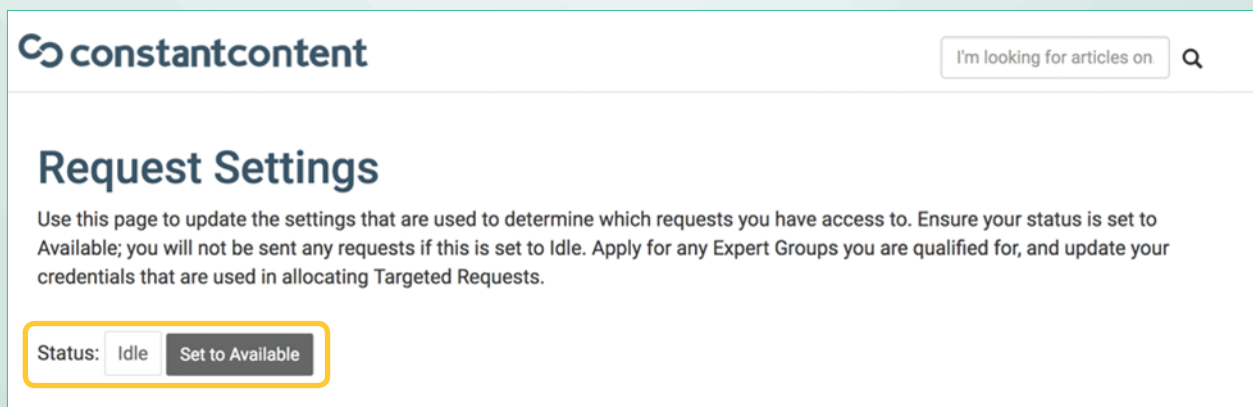 constantcontent
I'm looking for articles on
Request Settings
Use this page to update the settings that are used to determine which requests you have access to. Ensure your status is set to
Available; you will not be sent any requests if this is set to Idle. Apply for any Expert Groups you are qualified for, and update your
credentials that are used in allocating Targeted Requests.
Status: Idle Set to Available